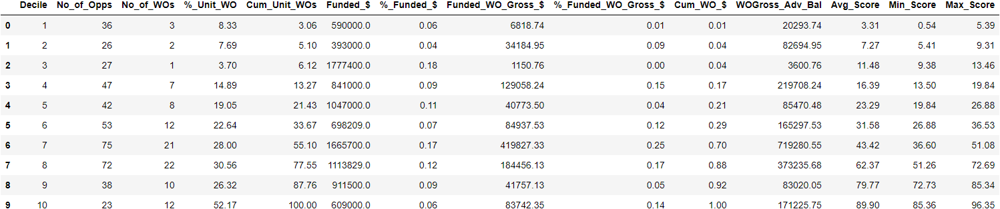 Decile No_of_Opps No_of_WOs %_Unit_WO Cum_Unit_WOs Funded_$ %_Funded_$ Funded_WO_Gross_$ %_Funded_WO_Gross_$ Cum_WO_$ WOGross_Adv_Bal Avg_Score Min_Score Max_Score
0 1 36 3 8.33 3.06 590000.0 0.06 6818.74 0.01 0.01 20293.74 3.31 0.54 5.39
1 2 26 2 7.69 5.10 393000.0 0.04 34184.95 0.09 0.04 82694.95 7.27 5.41 9.31
2 3 27 1 3.70 6.12 1777400.0 0.18 1150.76 0.00 0.04 3600.76 11.48 9.38 13.46
3 4 47 7 14.89 13.27 841000.0 0.09 129058.24 0.15 0.17 219708.24 16.39 13.50 19.84
4 5 42 8 19.05 21.43 1047000.0 0.11 40773.50 0.04 0.21 85470.48 23.29 19.84 26.88
5 6 53 12 22.64 33.67 698209.0 0.07 84937.53 0.12 0.29 165297.53 31.58 26.88 36.53
6 7 75 21 28.00 55.10 1665700.0 0.17 419827.33 0.25 0.70 719280.55 43.42 36.60 51.08
7 8 72 22 30.56 77.55 1113829.0 0.12 184456.13 0.17 0.88 373235.68 62.37 51.26 72.69
8 9 38 10 26.32 87.76 911500.0 0.09 41757.13 0.05 0.92 83020.05 79.77 72.73 85.34
9 10 23 12 52.17 100.00 609000.0 0.06 83742.35 0.14 1.00 171225.75 89.90 85.36 96.35